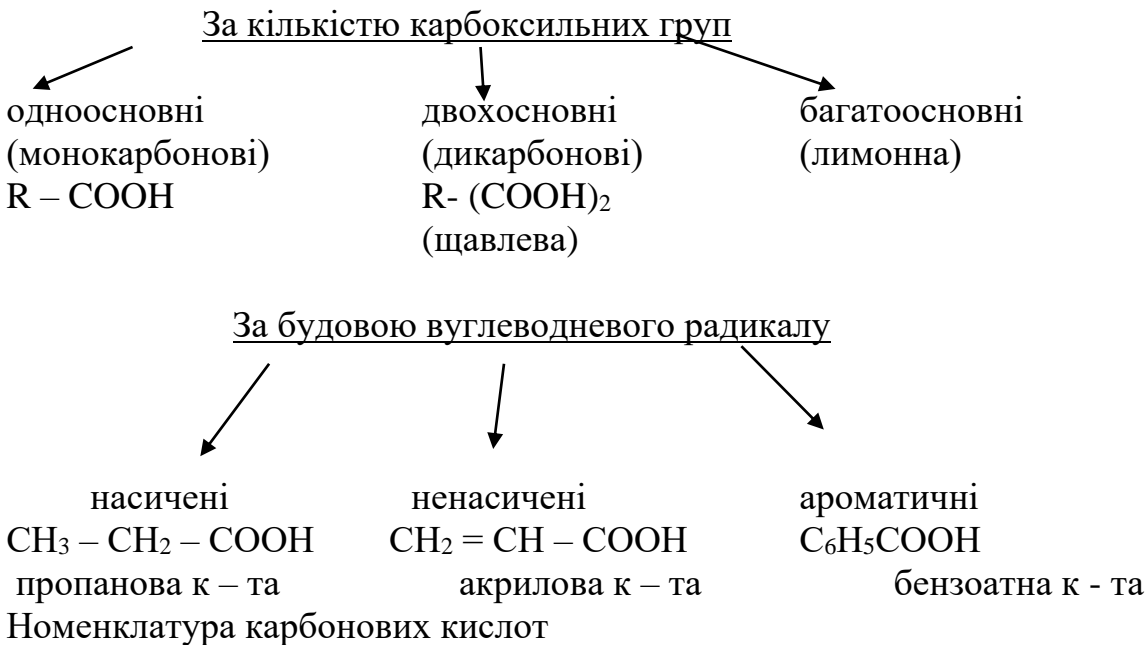 За кількістю карбоксильних груп
одноосновні двохосновні багатоосновні
(монокарбонові) (дикарбонові) (лимонна)
R – COOH R- (COOH)₂
(щавлева)
За будовою вуглеводневого радикалу
насичені ненасичені ароматичні
CH₃ – CH₂ – COOH CH₂ = CH – COOH C₆H₅COOH
пропанова к – та акрилова к – та бензоатна к - та
Номенклатура карбонових кислот